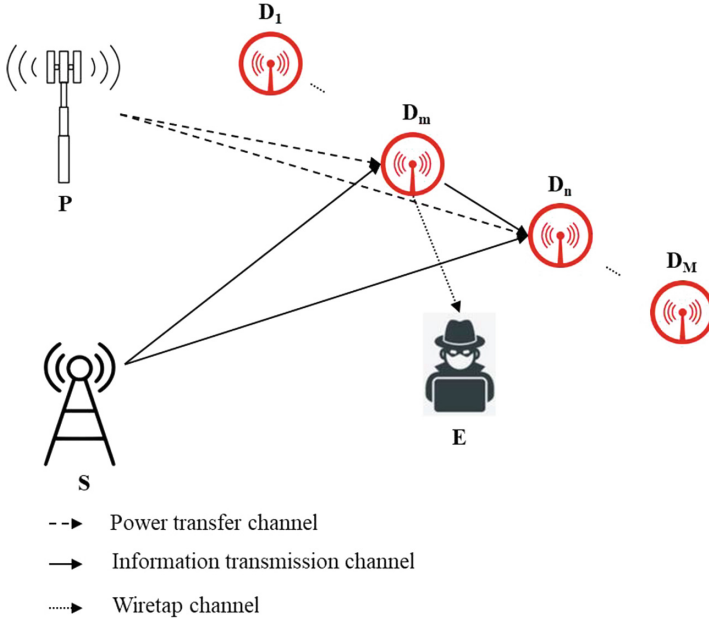 D1
Dm
Dn
P
DM
E
S
Power transfer channel
Information transmission channel
Wiretap channel